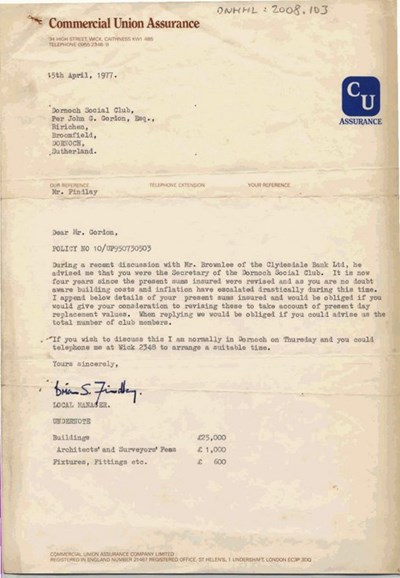 DNHHL : 2008.103
Commercial Union Assurance
94 HIGH STREET, WICK, CAITHNESS KW1
TELEPHONE 0955 2348
15th April, 1977.
CU
ASSURANCE
Dornoch Social Club,
Per John G. Gordon, Esq.,
Birichen,
Broomfield,
DORNOCH,
Sutherland.
OUR REFERENCE TELEPHONE EXTENSION YOUR REFERENCE
Mr. Findlay
Dear Mr. Gordon,
POLICY NO 10/HP950730503
During a recent discussion with Mr. Brownlee of the Clydesdale Bank Ltd, he
advised me that you were the Secretary of the Dornoch Social Club. It is now
four years since the present sums insured were revised and as you are no doubt
aware building costs and inflation have escalated drastically during this time.
I append below details of your present sums insured and would be obliged if you
would give your consideration to revising these to take account of present day
replacement values. When replying we would be obliged if you could advise us the
total number of club members.
If you wish to discuss this I am normally in Dornoch on Thursday and you could
telephone me at Wick 2348 to arrange a suitable time.
Yours sincerely,
Brian S. Findlay.
LOCAL MANAGER.
UNDERNOTE
Buildings £25,000
Architects' and Surveyors' Fees £ 1,000
Fixtures, Fittings etc. £ 600
COMMERCIAL UNION ASSURANCE COMPANY LIMITED
REGISTERED IN ENGLAND NUMBER 21487 REGISTERED OFFICE ST HELEN'S, 1 UNDERSHAFT, LONDON EC3P 3DQ